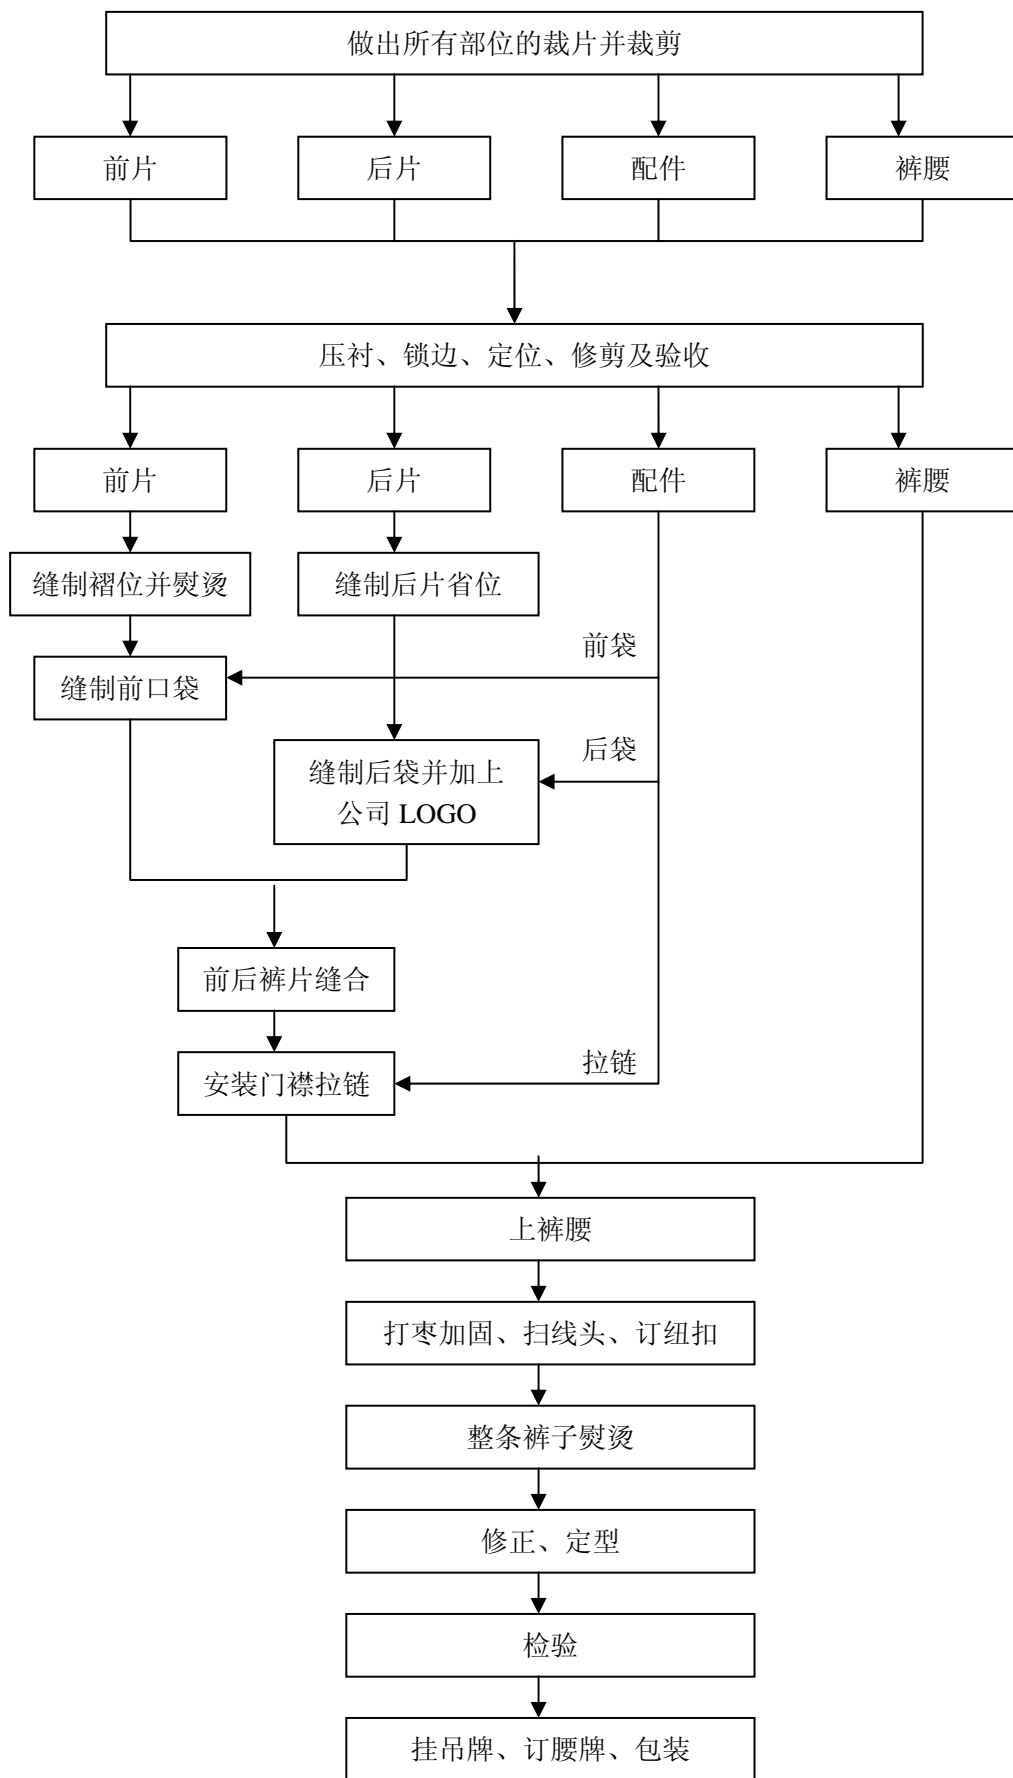 做出所有部位的裁片并裁剪
前片
后片
配件
裤腰
压衬、锁边、定位、修剪及验收
前片
后片
配件
裤腰
缝制褶位并熨烫
缝制后片省位
前袋
缝制前口袋
后袋
缝制后袋并加上
公司 LOGO
前后裤片缝合
拉链
安装门襟拉链
上裤腰
打枣加固、扫线头、订纽扣
整条裤子熨烫
修正、定型
检验
挂吊牌、订腰牌、包装